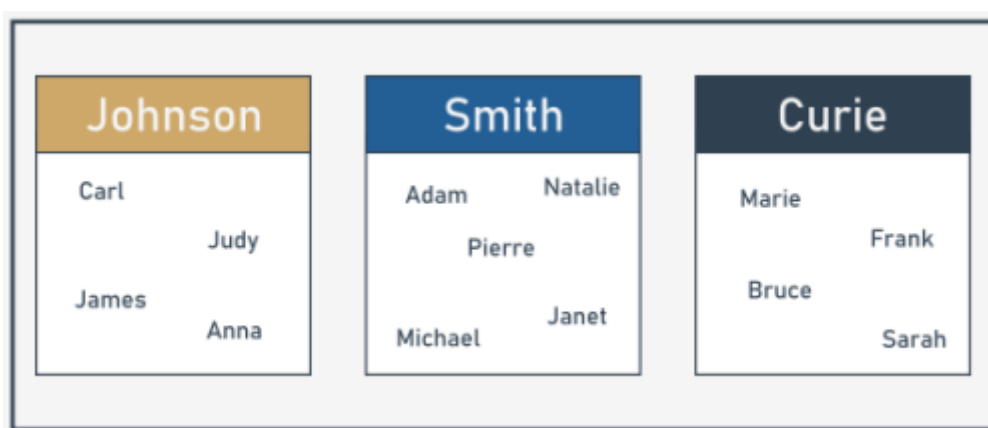 Johnson
Carl
Judy
James
Anna
Smith
Adam
Natalie
Pierre
Janet
Michael
Curie
Marie
Frank
Bruce
Sarah